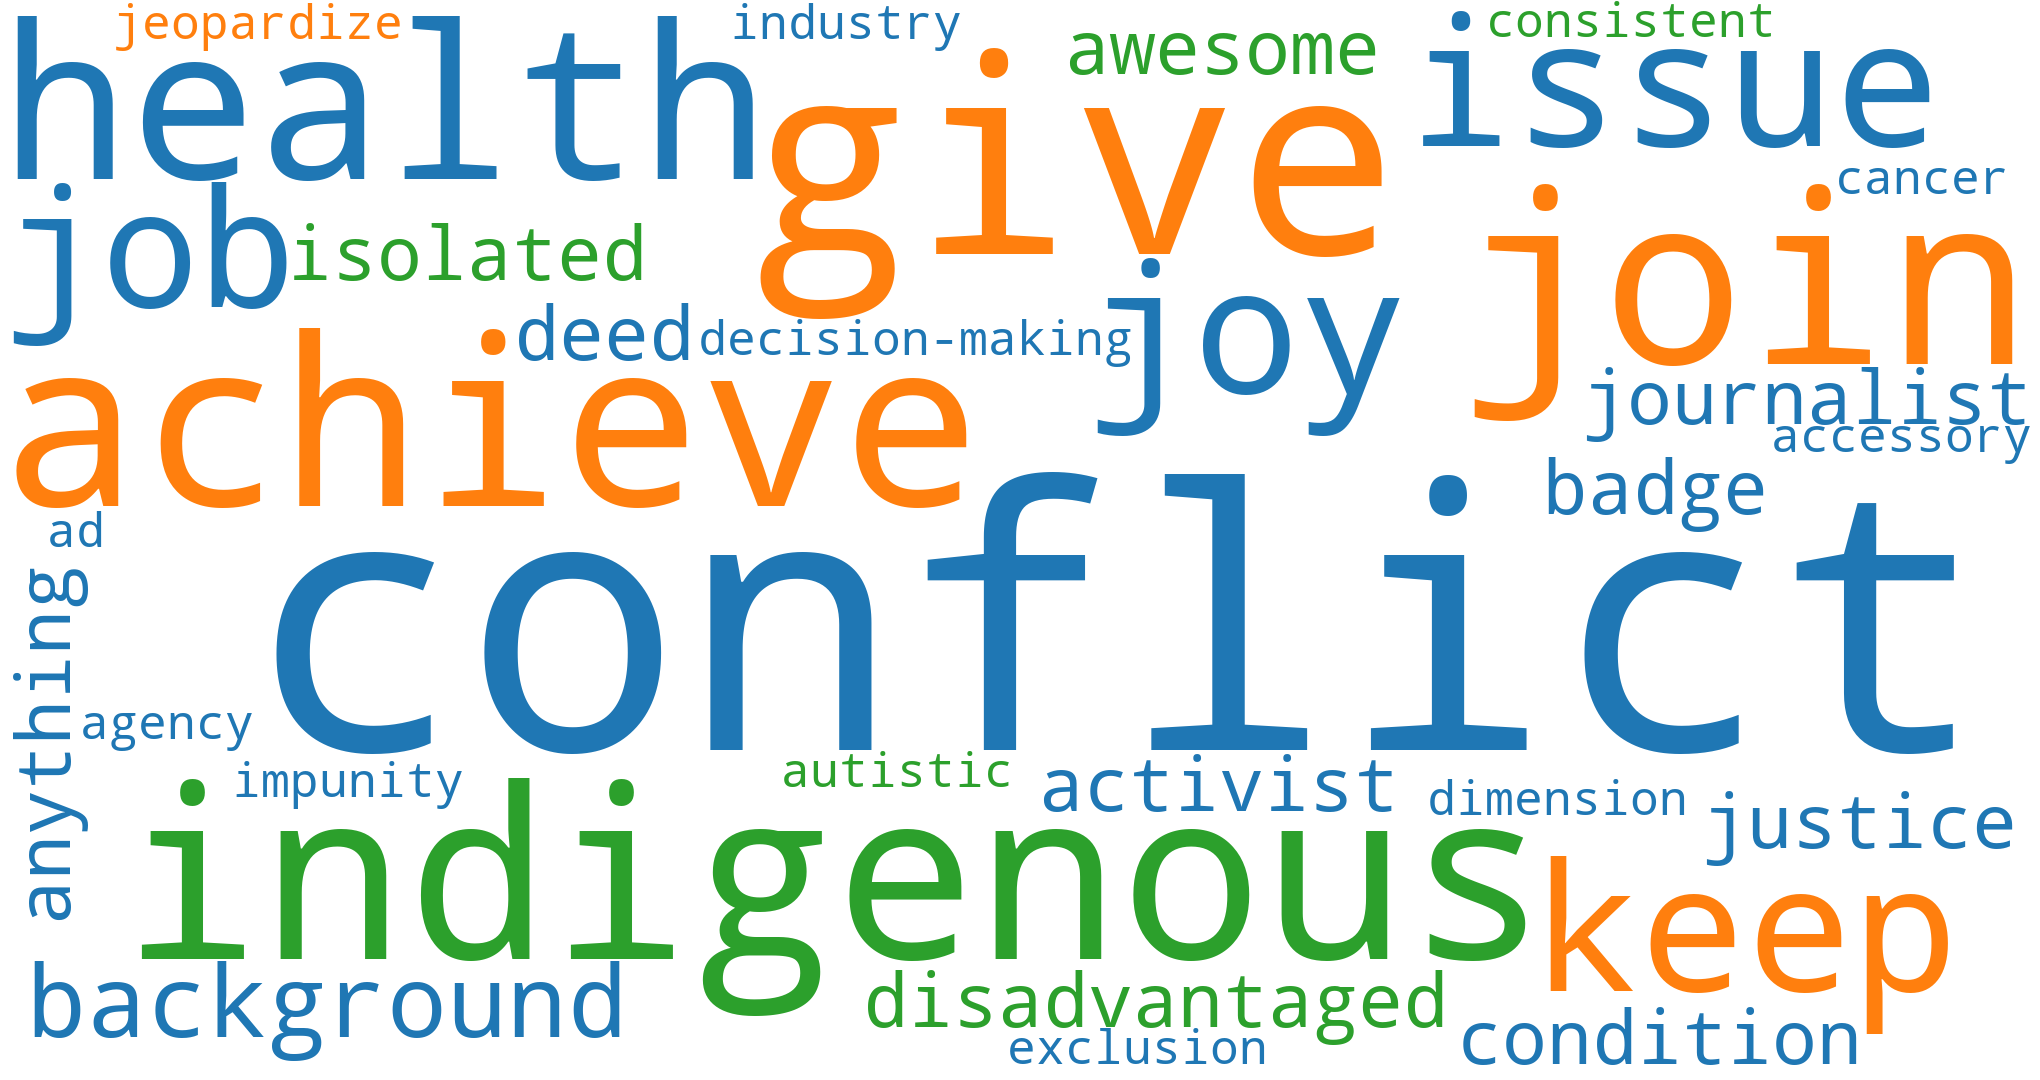 jeopardize
industry
consistent
awesome
health
give
issue
cancer
job
isolated
join
joy
deed
decision-making
achieve
journalist
accessory
badge
ad
conflict
anything
agency
impunity
autistic
activist
dimension
justice
indigenous
keep
background
disadvantaged
condition
exclusion